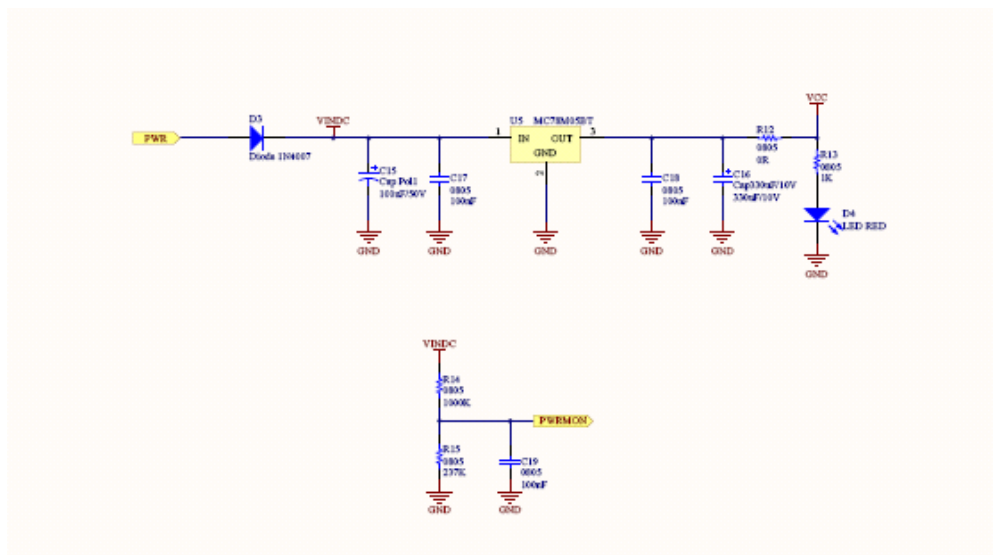 PWR
D3
Diode 1N4007
VINDC
C15
Cap Pol1
100uF/50V
GND
C17
0805
100nF
GND
U5 MC78M05BT
1
IN OUT
GND
3
GND
C18
0805
100nF
GND
C16
Cap330uF/10V
330uF/10V
GND
R12
0805
0R
VCC
R13
0805
1K
D4
LED RED
GND
VINDC
R14
0805
1000K
PWRMON
R15
0805
237K
GND
C19
0805
100nF
GND